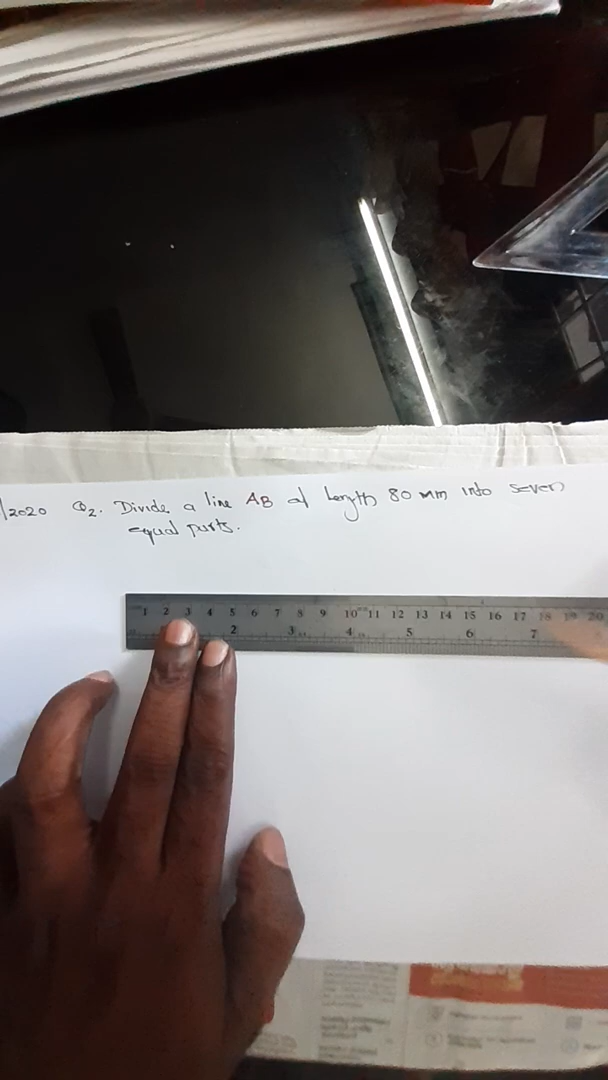 /2020 Q2. Divide a line AB of length 80 mm into seven
equal parts.
1 2 3 4 5 6 7 8 9 10 11 12 13 14 15 16 17 18 19 20
2 3 4 5 6 7